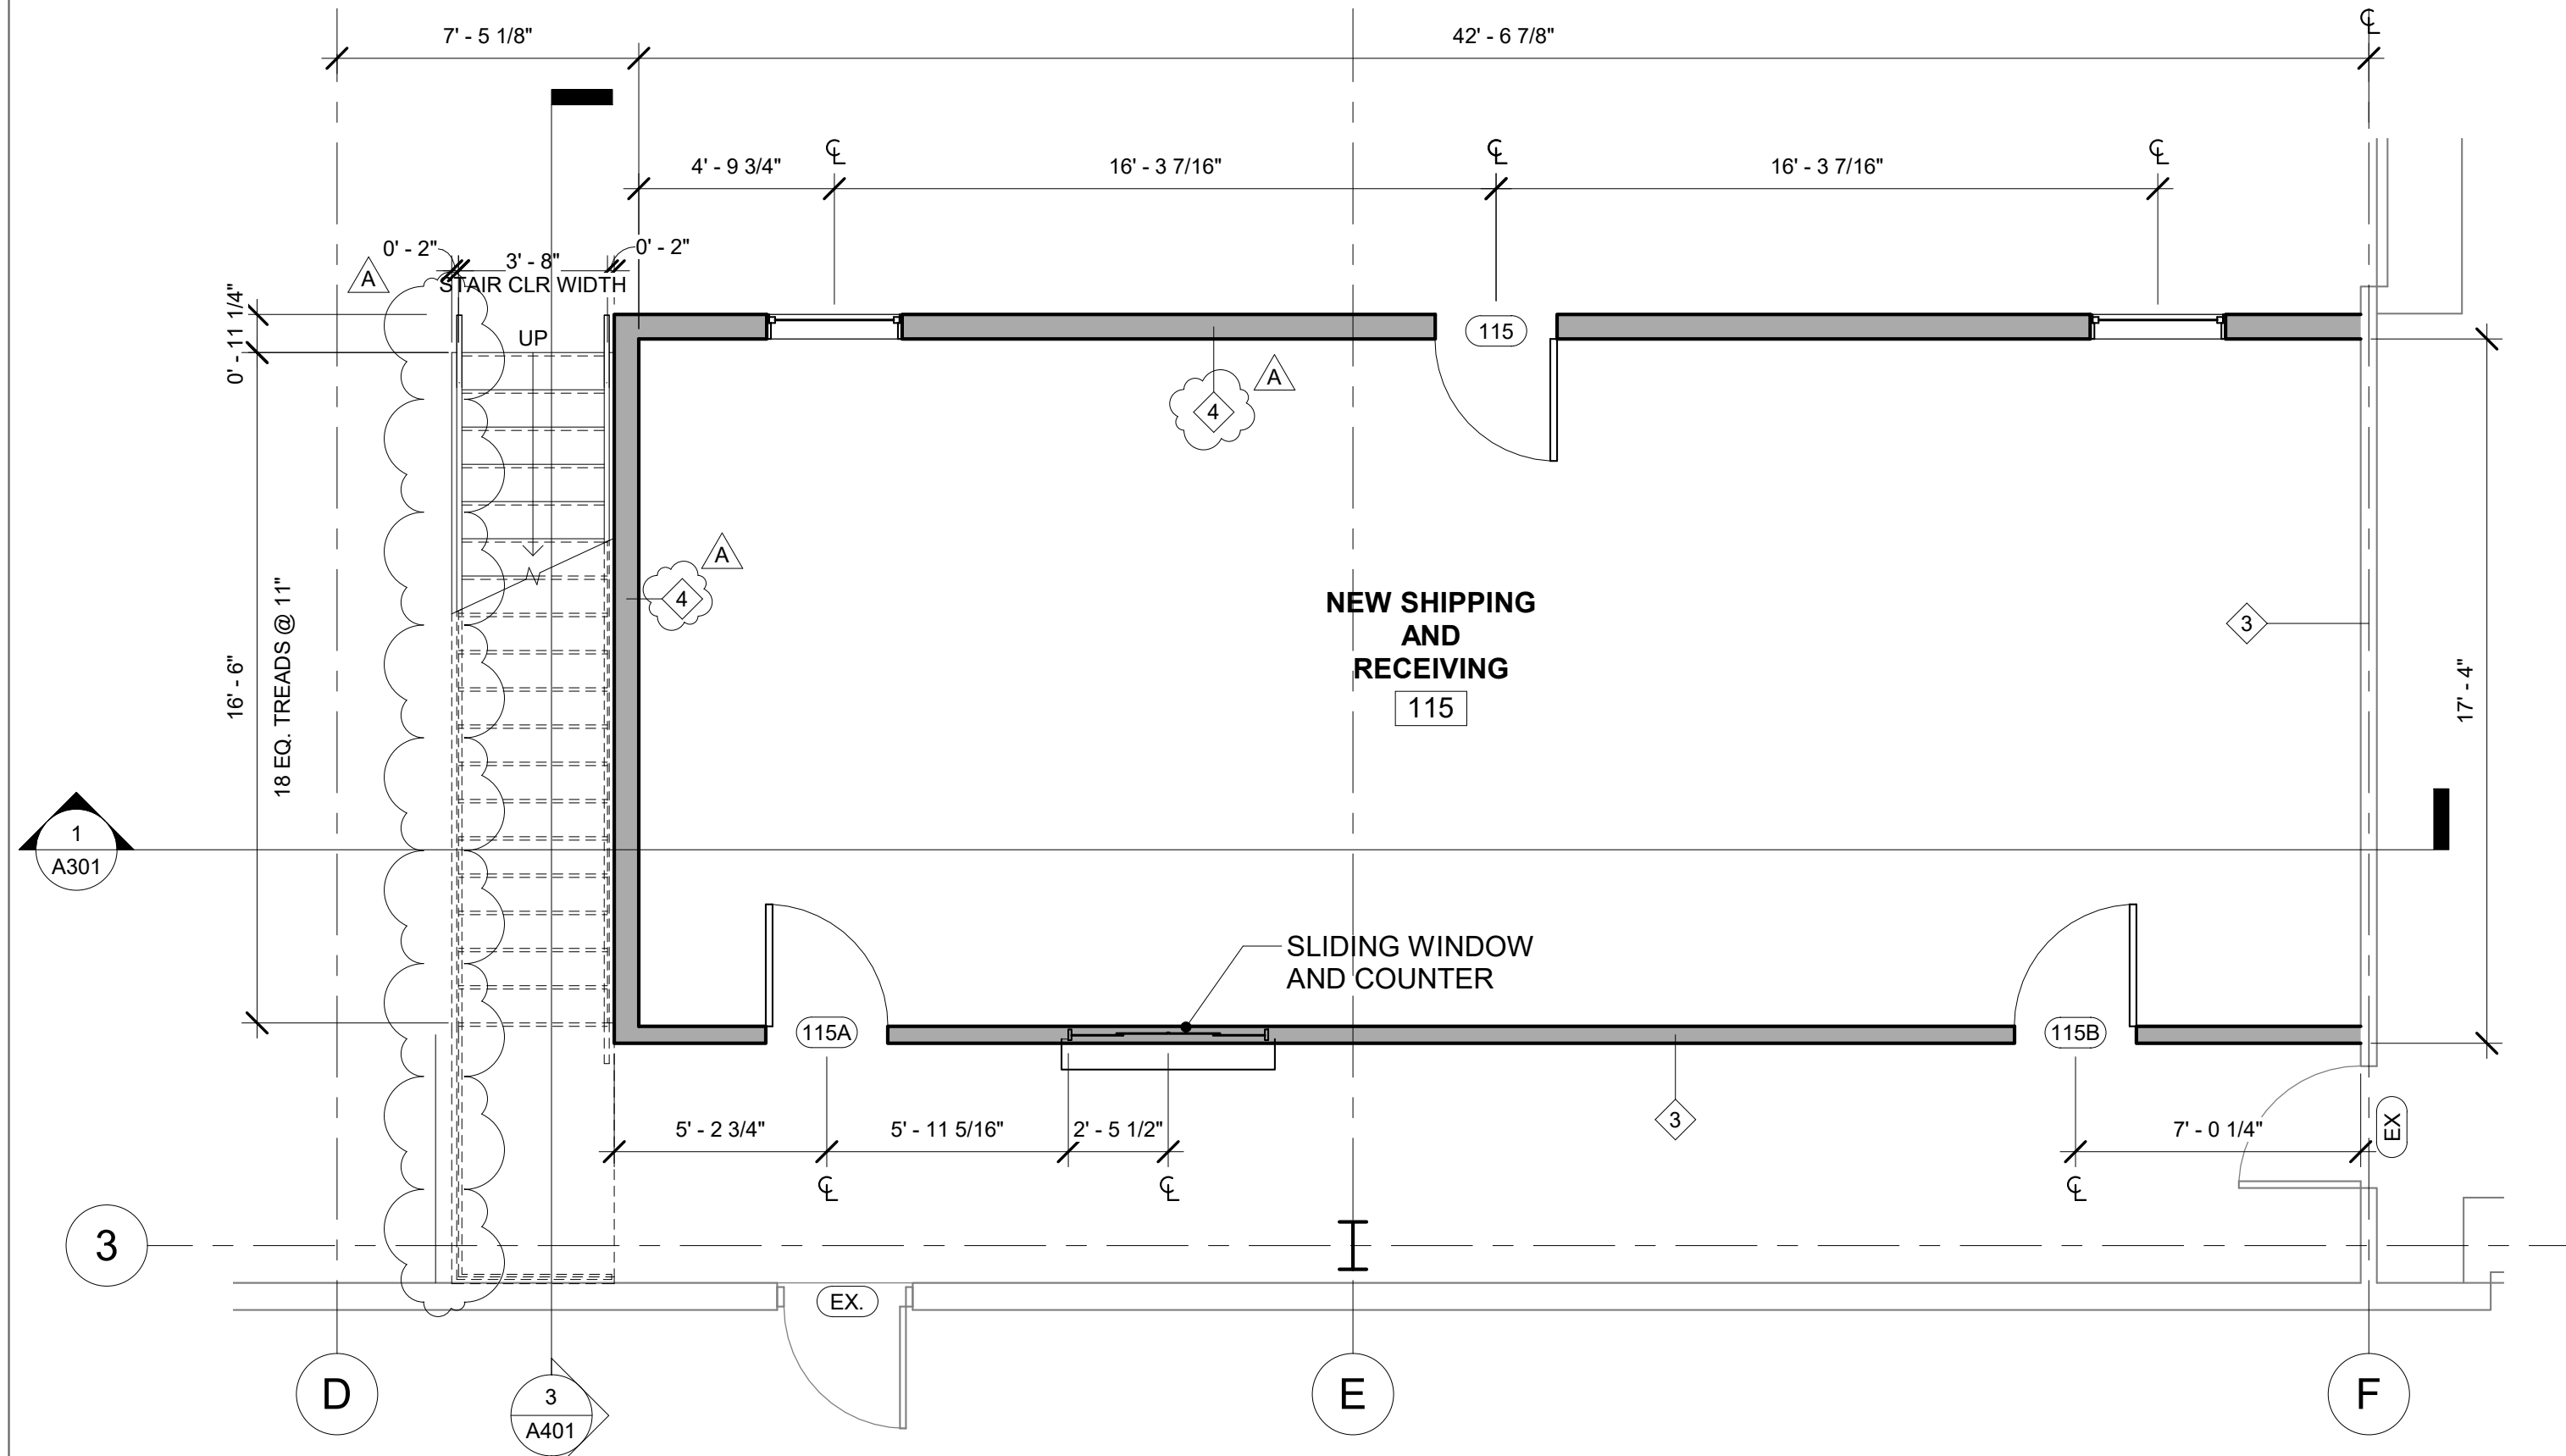 7' - 5 1/8"
42' - 6 7/8"
℄
4' - 9 3/4"
℄
16' - 3 7/16"
℄
16' - 3 7/16"
℄
0' - 2"
3' - 8"
0' - 2"
STAIR CLR WIDTH
A
0' - 11 1/4"
UP
115
A
4
A
4
NEW SHIPPING
AND
RECEIVING
115
3
16' - 6"
18 EQ. TREADS @ 11"
17' - 4"
1
A301
SLIDING WINDOW
AND COUNTER
115A
115B
5' - 2 3/4"
5' - 11 5/16"
2' - 5 1/2"
3
7' - 0 1/4"
EX
℄
℄
℄
3
EX.
D
3
A401
E
F